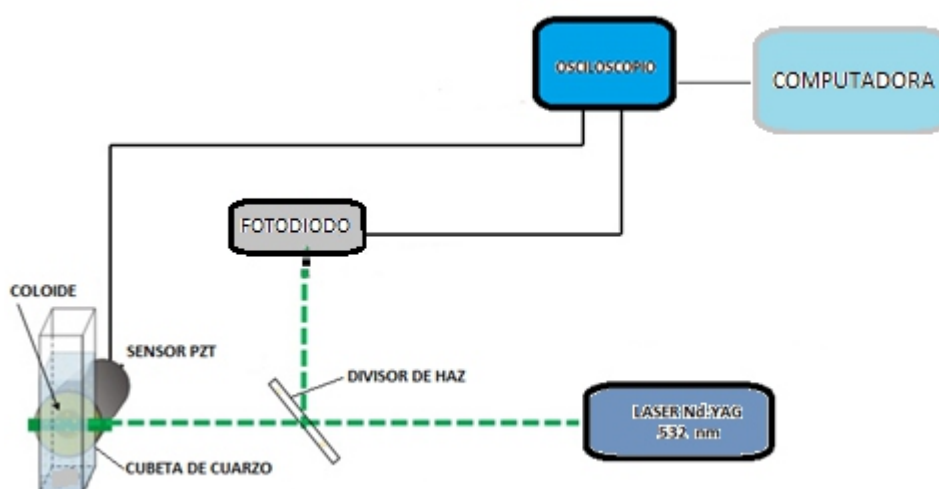 OSCILOSCOPIO
COMPUTADORA
FOTODIODO
COLOIDE
SENSOR PZT
DIVISOR DE HAZ
LASER Nd:YAG
532 nm
CUBETA DE CUARZO